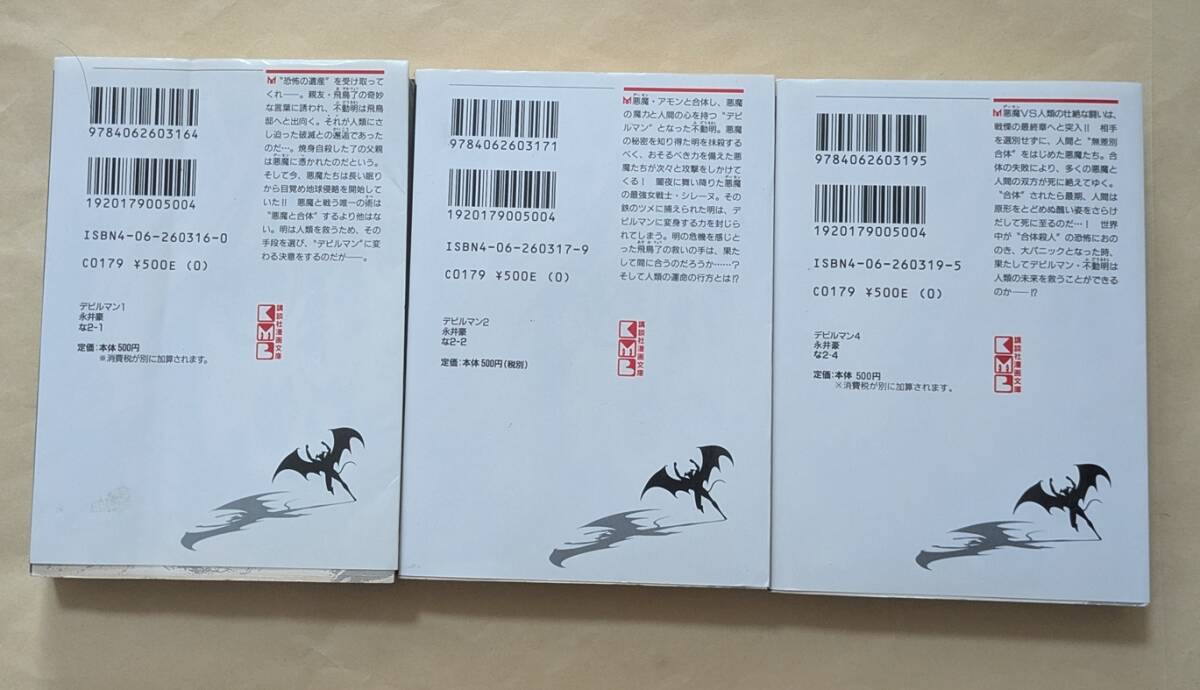 9784062603164
1920179005004
ISBN4-06-260316-0
C0179 ¥500E (0)
デビルマン1
永井豪
な2-1
定価:本体500円
※消費税が別に加算されます。
“恐怖の遺産”を受け取って
くれ――。親友・飛鳥了の奇妙
な言葉に誘われ、不動明は飛鳥
邸へと出向く。それが人類にさ
し迫った破滅との邂逅であった
のだ…。焼身自殺した了の父親
は悪魔に憑かれたのだという。
そして今、悪魔たちは長い眠り
から目覚め地球侵略を開始して
いた!! 悪魔と戦う唯一の術は
“悪魔と合体”するより他はな
い。明は人類を救うため、その
手段を選び、“デビルマン”に変
わる決意をするのだが――。
KMB
講談社漫画文庫
9784062603171
1920179005004
ISBN4-06-260317-9
C0179 ¥500E (0)
デビルマン2
永井豪
な2-2
定価:本体500円(税別)
悪魔・アモンと合体し、悪魔
の魔力と人間の心を持つ“デビ
ルマン”となった不動明。悪魔
の秘密を知り得た明を抹殺する
べく、おそるべき力を備えた悪
魔たちが次々と攻撃をしかけて
くる! 闇夜に舞い降りた悪魔
の最強女戦士・シレーヌ。その
鉄のツメに捕えられた明は、デ
ビルマンに変身する力を封じら
れてしまう。明の危機を感じと
った飛鳥了の救いの手は、果た
して間に合うのだろうか……?
そして人類の運命の行方とは!?
KMB
講談社漫画文庫
9784062603195
1920179005004
ISBN4-06-260319-5
C0179 ¥500E (0)
デビルマン4
永井豪
な2-4
定価:本体 500円
※消費税が別に加算されます。
悪魔VS人類の壮絶な闘いは、
戦慄の最終章へと突入!! 相手
を選別せずに、人間と“無差別
合体”をはじめた悪魔たち。合
体の失敗により、多くの悪魔と
人間の双方が死に絶えてゆく。
“合体”されたら最期、人間は
原形をとどめぬ醜い姿をさらけ
だして死に至るのだ…! 世界
中が“合体殺人”の恐怖におの
のき、大パニックとなった時、
果たしてデビルマン・不動明は
人類の未来を救うことができる
のか――!?
KMB
講談社漫画文庫